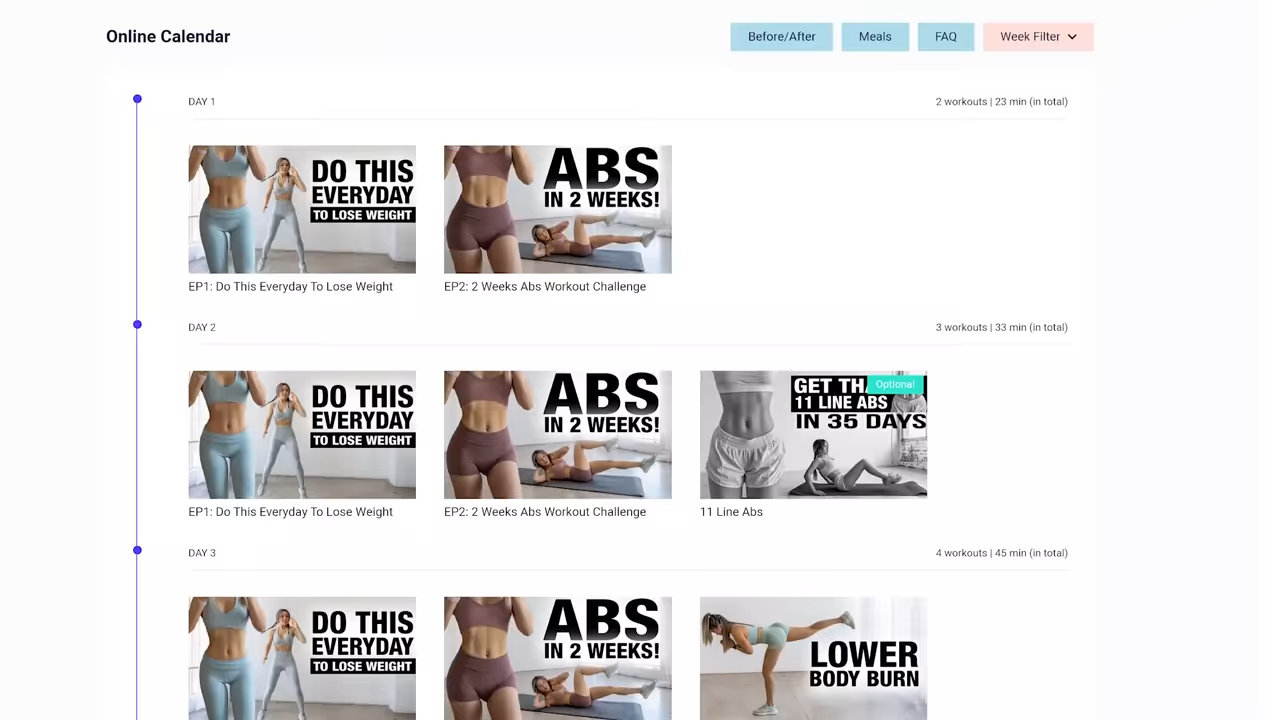 Online Calendar
Before/After
Meals
FAQ
Week Filter
DAY 1
2 workouts | 23 min (in total)
DO THIS
EVERYDAY
TO LOSE WEIGHT
ABS
IN 2 WEEKS!
EP1: Do This Everyday To Lose Weight
EP2: 2 Weeks Abs Workout Challenge
DAY 2
3 workouts | 33 min (in total)
DO THIS
EVERYDAY
TO LOSE WEIGHT
ABS
IN 2 WEEKS!
GET
Optional
11 LINE ABS
IN 35 DAYS
EP1: Do This Everyday To Lose Weight
EP2: 2 Weeks Abs Workout Challenge
11 Line Abs
DAY 3
4 workouts | 45 min (in total)
DO THIS
EVERYDAY
TO LOSE WEIGHT
ABS
IN 2 WEEKS!
LOWER
BODY BURN